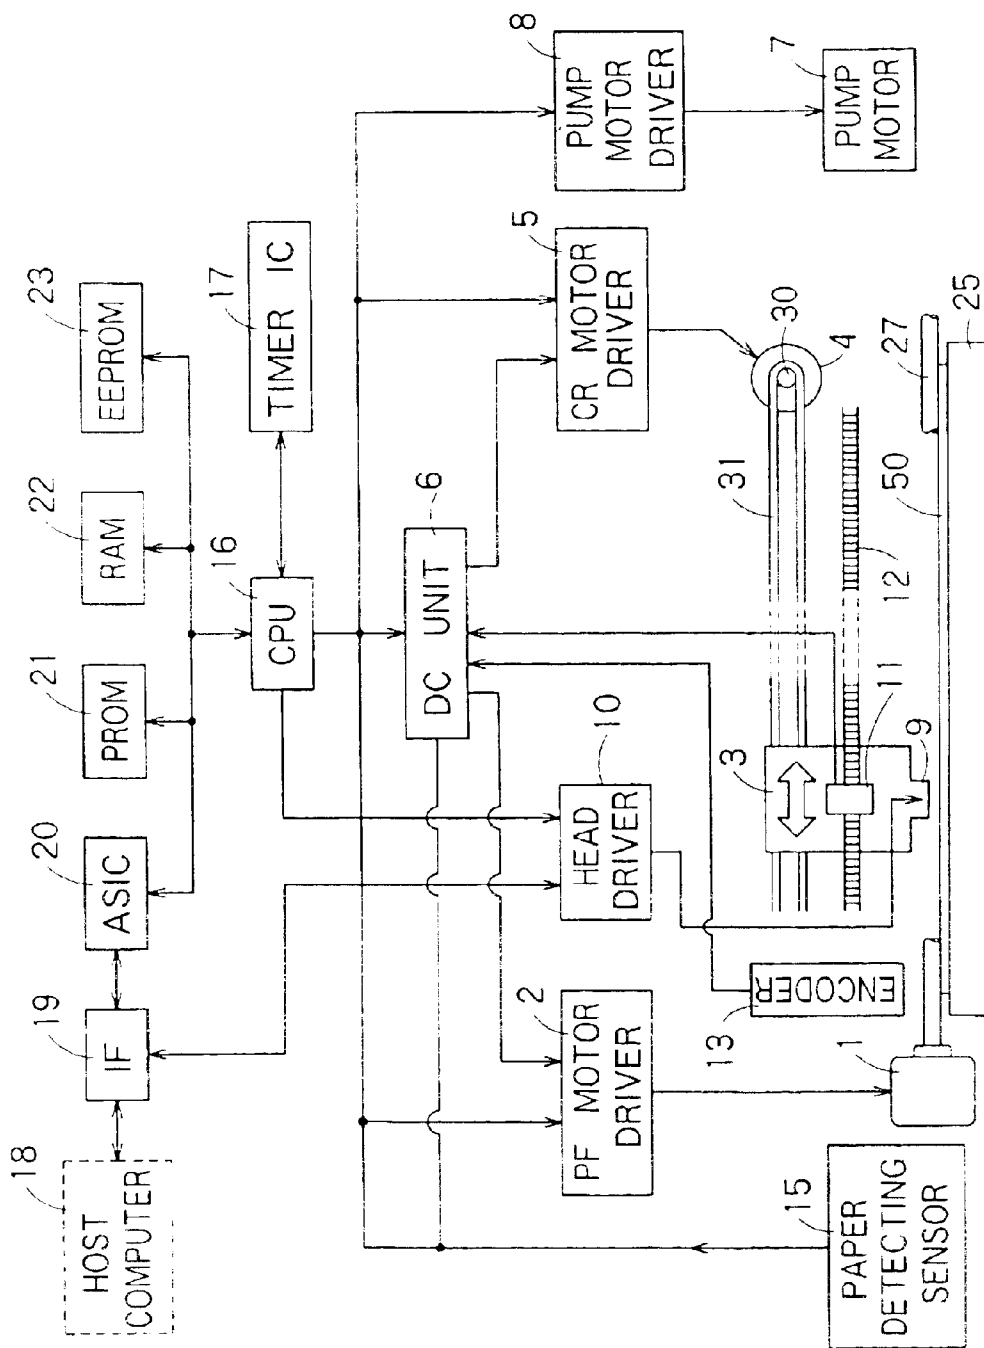 18
HOST
COMPUTER
19
IF
20
ASIC
21
PROM
22
RAM
23
EEPROM
16
CPU
17
TIMER IC
6
DC UNIT
2
PF MOTOR
DRIVER
10
HEAD
DRIVER
5
CR MOTOR
DRIVER
8
PUMP
MOTOR
DRIVER
7
PUMP
MOTOR
15
PAPER
DETECTING
SENSOR
13
ENCODER
1
3
11
9
12
31
30
4
27
50
25